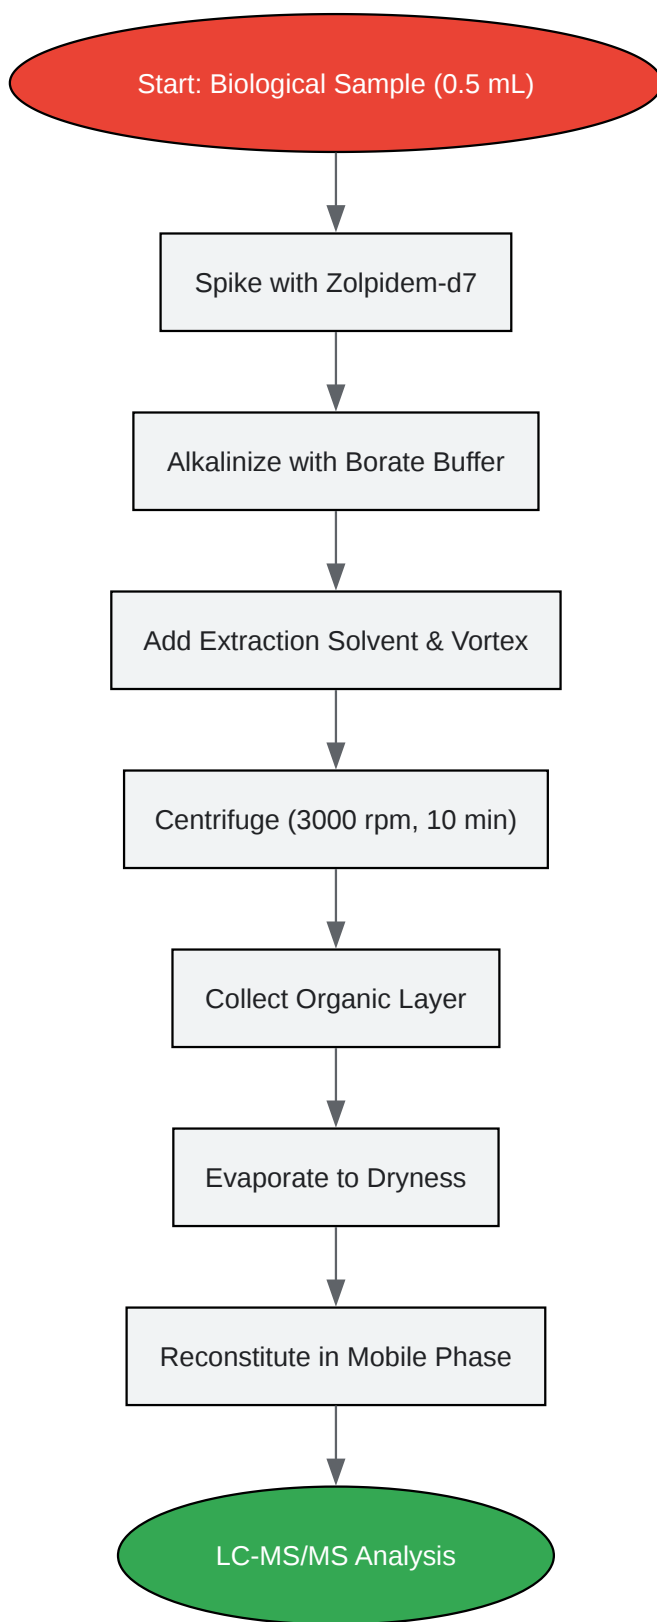 Start: Biological Sample (0.5 mL)
Spike with Zolpidem-d7
Alkalinize with Borate Buffer
Add Extraction Solvent & Vortex
Centrifuge (3000 rpm, 10 min)
Collect Organic Layer
Evaporate to Dryness
Reconstitute in Mobile Phase
LC-MS/MS Analysis